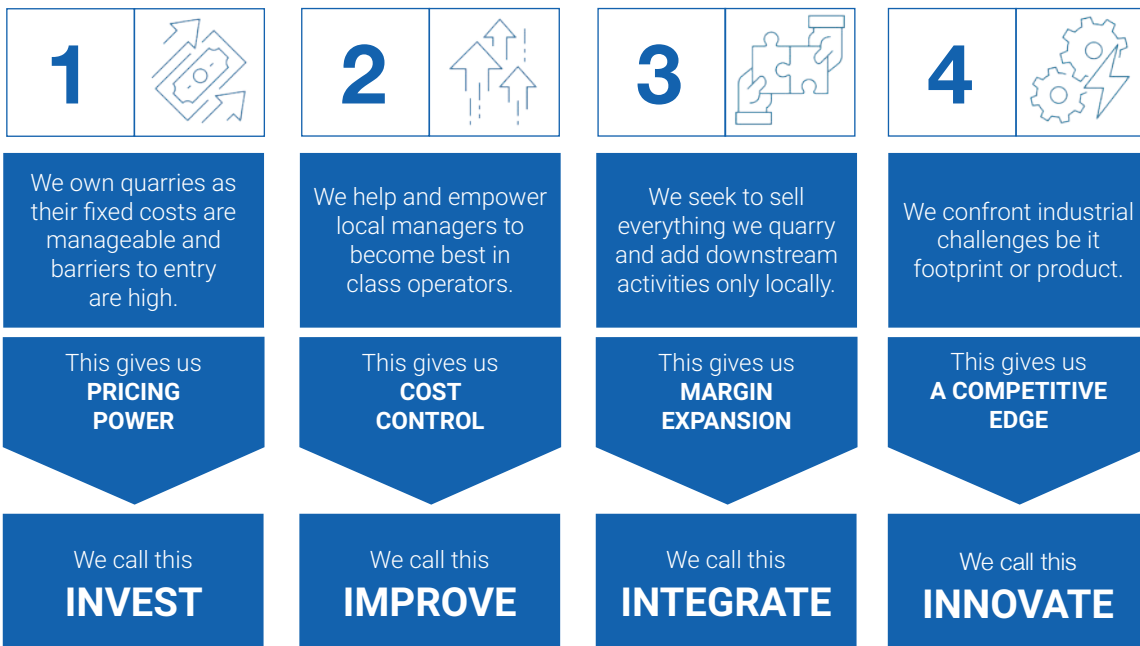 1
We own quarries as
their fixed costs are
manageable and
barriers to entry
are high.
This gives us
PRICING
POWER
We call this
INVEST
2
We help and empower
local managers to
become best in
class operators.
This gives us
COST
CONTROL
We call this
IMPROVE
3
We seek to sell
everything we quarry
and add downstream
activities only locally.
This gives us
MARGIN
EXPANSION
We call this
INTEGRATE
4
We confront industrial
challenges be it
footprint or product.
This gives us
A COMPETITIVE
EDGE
We call this
INNOVATE